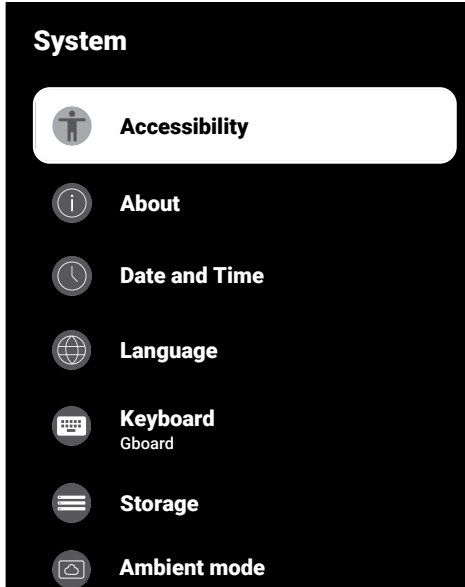 System
Accessibility
About
Date and Time
Language
Keyboard
Gboard
Storage
Ambient mode